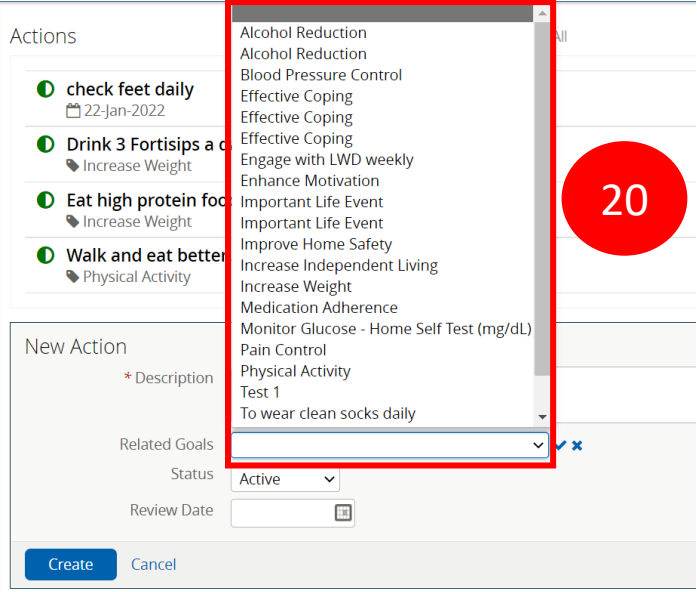 Actions
All
check feet daily
22-Jan-2022
Drink 3 Fortisips a
Increase Weight
Eat high protein foo
Increase Weight
Walk and eat better
Physical Activity
Alcohol Reduction
Alcohol Reduction
Blood Pressure Control
Effective Coping
Effective Coping
Effective Coping
Engage with LWD weekly
Enhance Motivation
Important Life Event
Important Life Event
Improve Home Safety
Increase Independent Living
Increase Weight
Medication Adherence
Monitor Glucose - Home Self Test (mg/dL)
Pain Control
Physical Activity
Test 1
To wear clean socks daily
20
New Action
* Description
Related Goals
Status Active
Review Date
Create Cancel